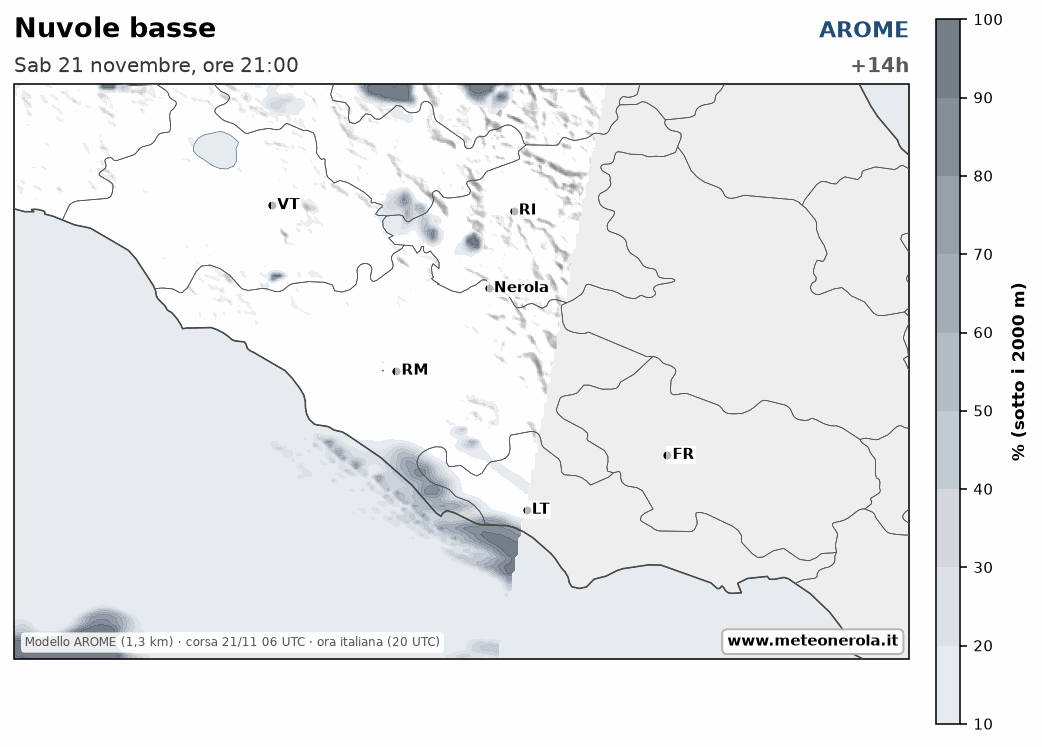 Nuvole basse
AROME
Sab 21 novembre, ore 21:00
+14h
100
90
80
70
60
50
40
30
20
10
% (sotto i 2000 m)
VT
RI
Nerola
RM
FR
LT
Modello AROME (1,3 km) · corsa 21/11 06 UTC · ora italiana (20 UTC)
www.meteonerola.it